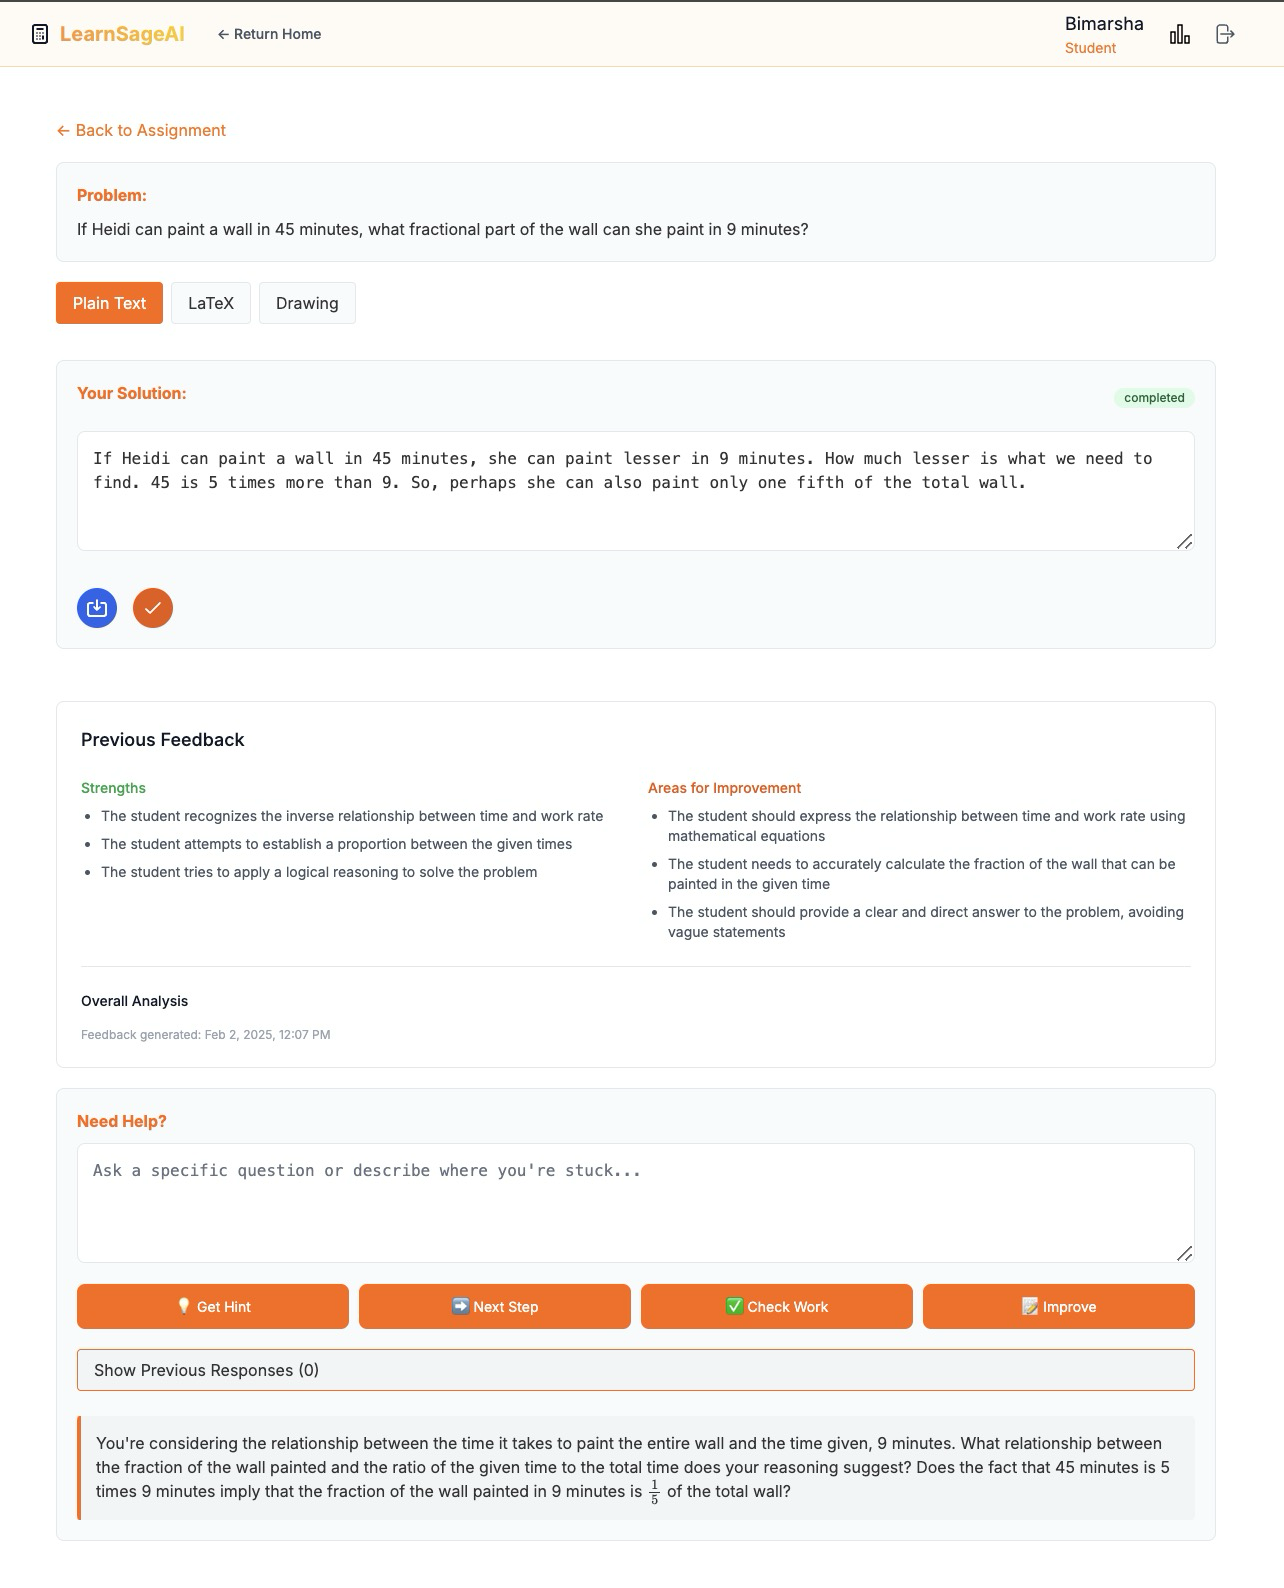 LearnSageAI
← Return Home
Bimarsha
Student
← Back to Assignment
Problem:
If Heidi can paint a wall in 45 minutes, what fractional part of the wall can she paint in 9 minutes?
Plain Text
LaTeX
Drawing
Your Solution:
completed
If Heidi can paint a wall in 45 minutes, she can paint lesser in 9 minutes. How much lesser is what we need to
find. 45 is 5 times more than 9. So, perhaps she can also paint only one fifth of the total wall.
Previous Feedback
Strengths
• The student recognizes the inverse relationship between time and work rate
• The student attempts to establish a proportion between the given times
• The student tries to apply a logical reasoning to solve the problem
Areas for Improvement
• The student should express the relationship between time and work rate using
mathematical equations
• The student needs to accurately calculate the fraction of the wall that can be
painted in the given time
• The student should provide a clear and direct answer to the problem, avoiding
vague statements
Overall Analysis
Feedback generated: Feb 2, 2025, 12:07 PM
Need Help?
Ask a specific question or describe where you're stuck...
💡 Get Hint
➡️ Next Step
✅ Check Work
📝 Improve
Show Previous Responses (0)
You're considering the relationship between the time it takes to paint the entire wall and the time given, 9 minutes. What relationship between
the fraction of the wall painted and the ratio of the given time to the total time does your reasoning suggest? Does the fact that 45 minutes is 5
times 9 minutes imply that the fraction of the wall painted in 9 minutes is 1/5 of the total wall?